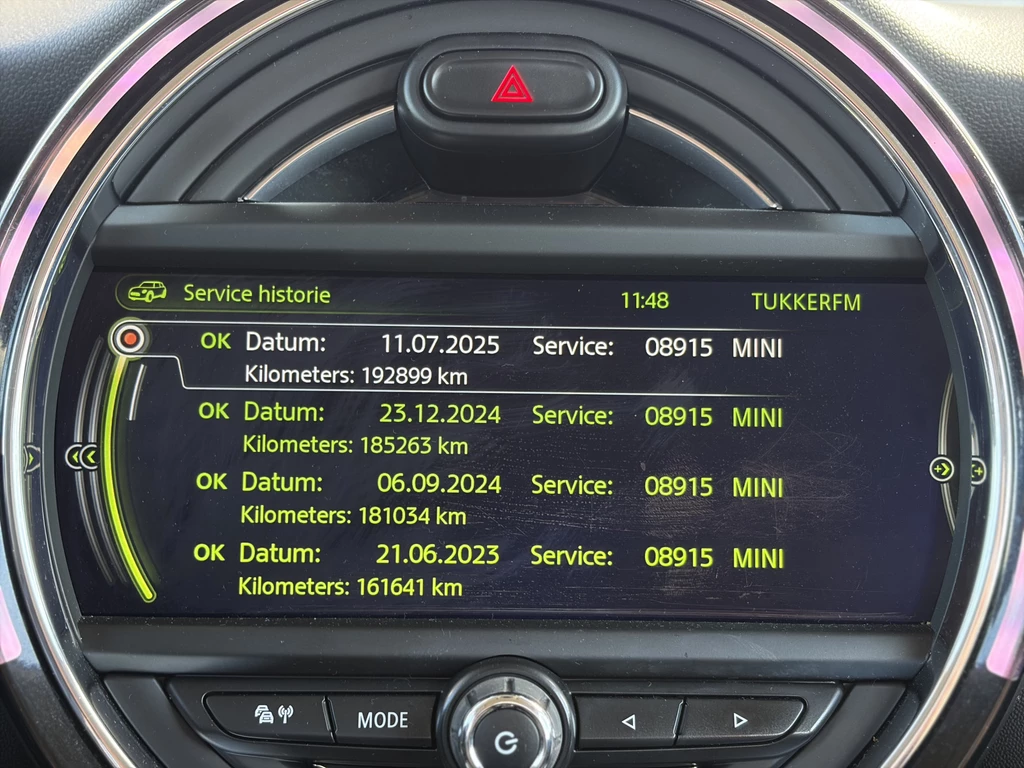 Service historie 11:48 TUKKERFM
OK Datum: 11.07.2025 Service: 08915 MINI
Kilometers: 192899 km
OK Datum: 23.12.2024 Service: 08915 MINI
Kilometers: 185263 km
OK Datum: 06.09.2024 Service: 08915 MINI
Kilometers: 181034 km
OK Datum: 21.06.2023 Service: 08915 MINI
Kilometers: 161641 km
MODE